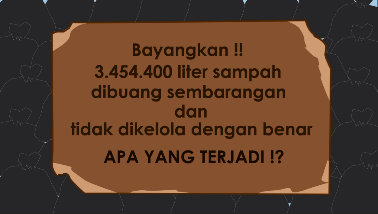 Bayangkan !!
3.454.400 liter sampah
dibuang sembarangan
dan
tidak dikelola dengan benar
APA YANG TERJADI !?